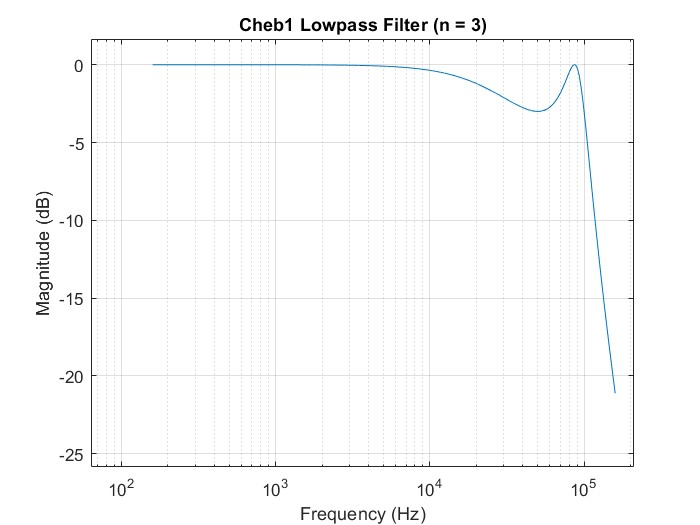 Cheb1 Lowpass Filter (n = 3)
Magnitude (dB)
0
-5
-10
-15
-20
-25
10² 10³ 10⁴ 10⁵
Frequency (Hz)